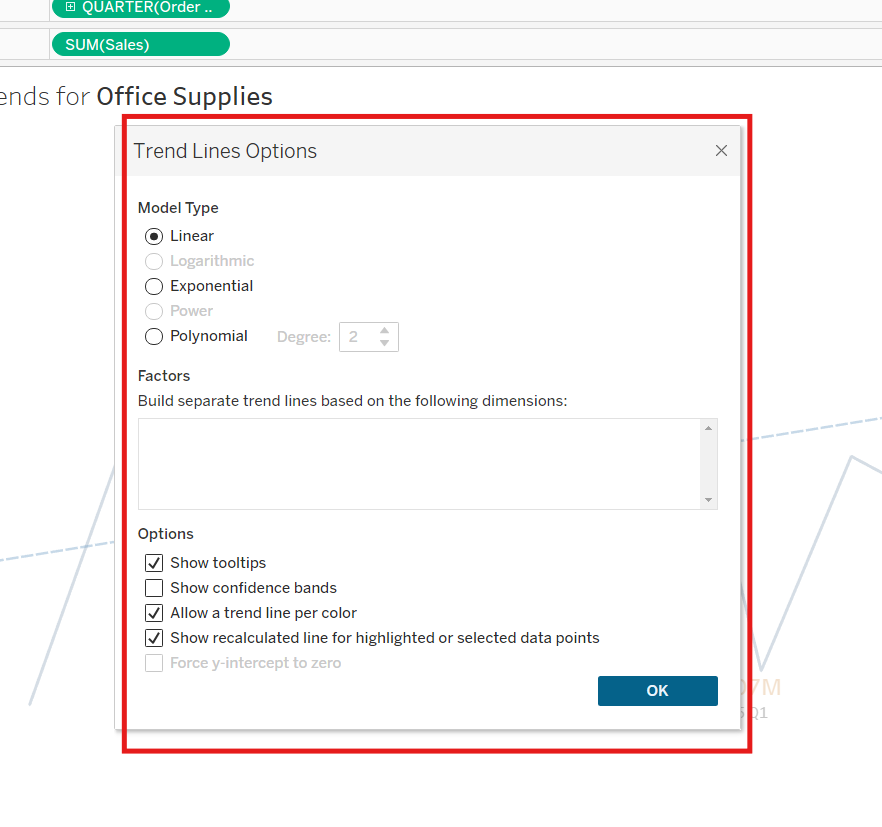 QUARTER(Order ..
SUM(Sales)
ends for Office Supplies
Trend Lines Options
Model Type
Linear
Logarithmic
Exponential
Power
Polynomial Degree: 2
Factors
Build separate trend lines based on the following dimensions:
Options
Show tooltips
Show confidence bands
Allow a trend line per color
Show recalculated line for highlighted or selected data points
Force y-intercept to zero
OK
07M
Q1